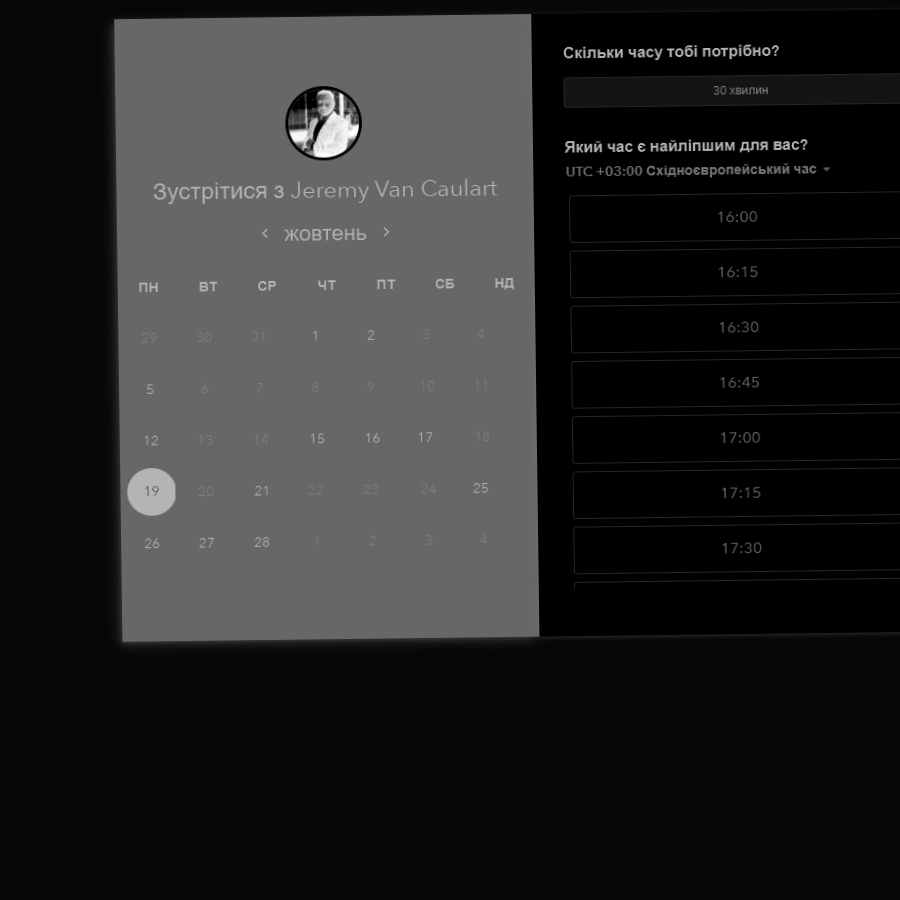 Зустрітися з Jeremy Van Caulart
жовтень
ПН ВТ СР ЧТ ПТ СБ НД
29 30 31 1 2 3 4
5 6 7 8 9 10 11
12 13 14 15 16 17 18
19 20 21 22 23 24 25
26 27 28 1 2 3 4
Скільки часу тобі потрібно?
30 хвилин
Який час є найліпшим для вас?
UTC +03:00 Східноєвропейський час
16:00
16:15
16:30
16:45
17:00
17:15
17:30